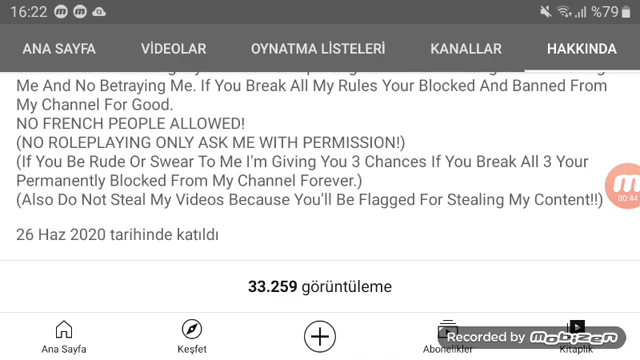 16:22
%79
ANA SAYFA VİDEOLAR OYNATMA LİSTELERİ KANALLAR HAKKINDA
Me And No Betraying Me. If You Break All My Rules Your Blocked And Banned From
My Channel For Good.
NO FRENCH PEOPLE ALLOWED!
(NO ROLEPLAYING ONLY ASK ME WITH PERMISSION!)
(If You Be Rude Or Swear To Me I'm Giving You 3 Chances If You Break All 3 Your
Permanently Blocked From My Channel Forever.)
(Also Do Not Steal My Videos Because You'll Be Flagged For Stealing My Content!!)
00:44
26 Haz 2020 tarihinde katıldı
33.259 görüntüleme
Ana Sayfa Keşfet Abonelikler Kitaplık
Recorded by Mobizen